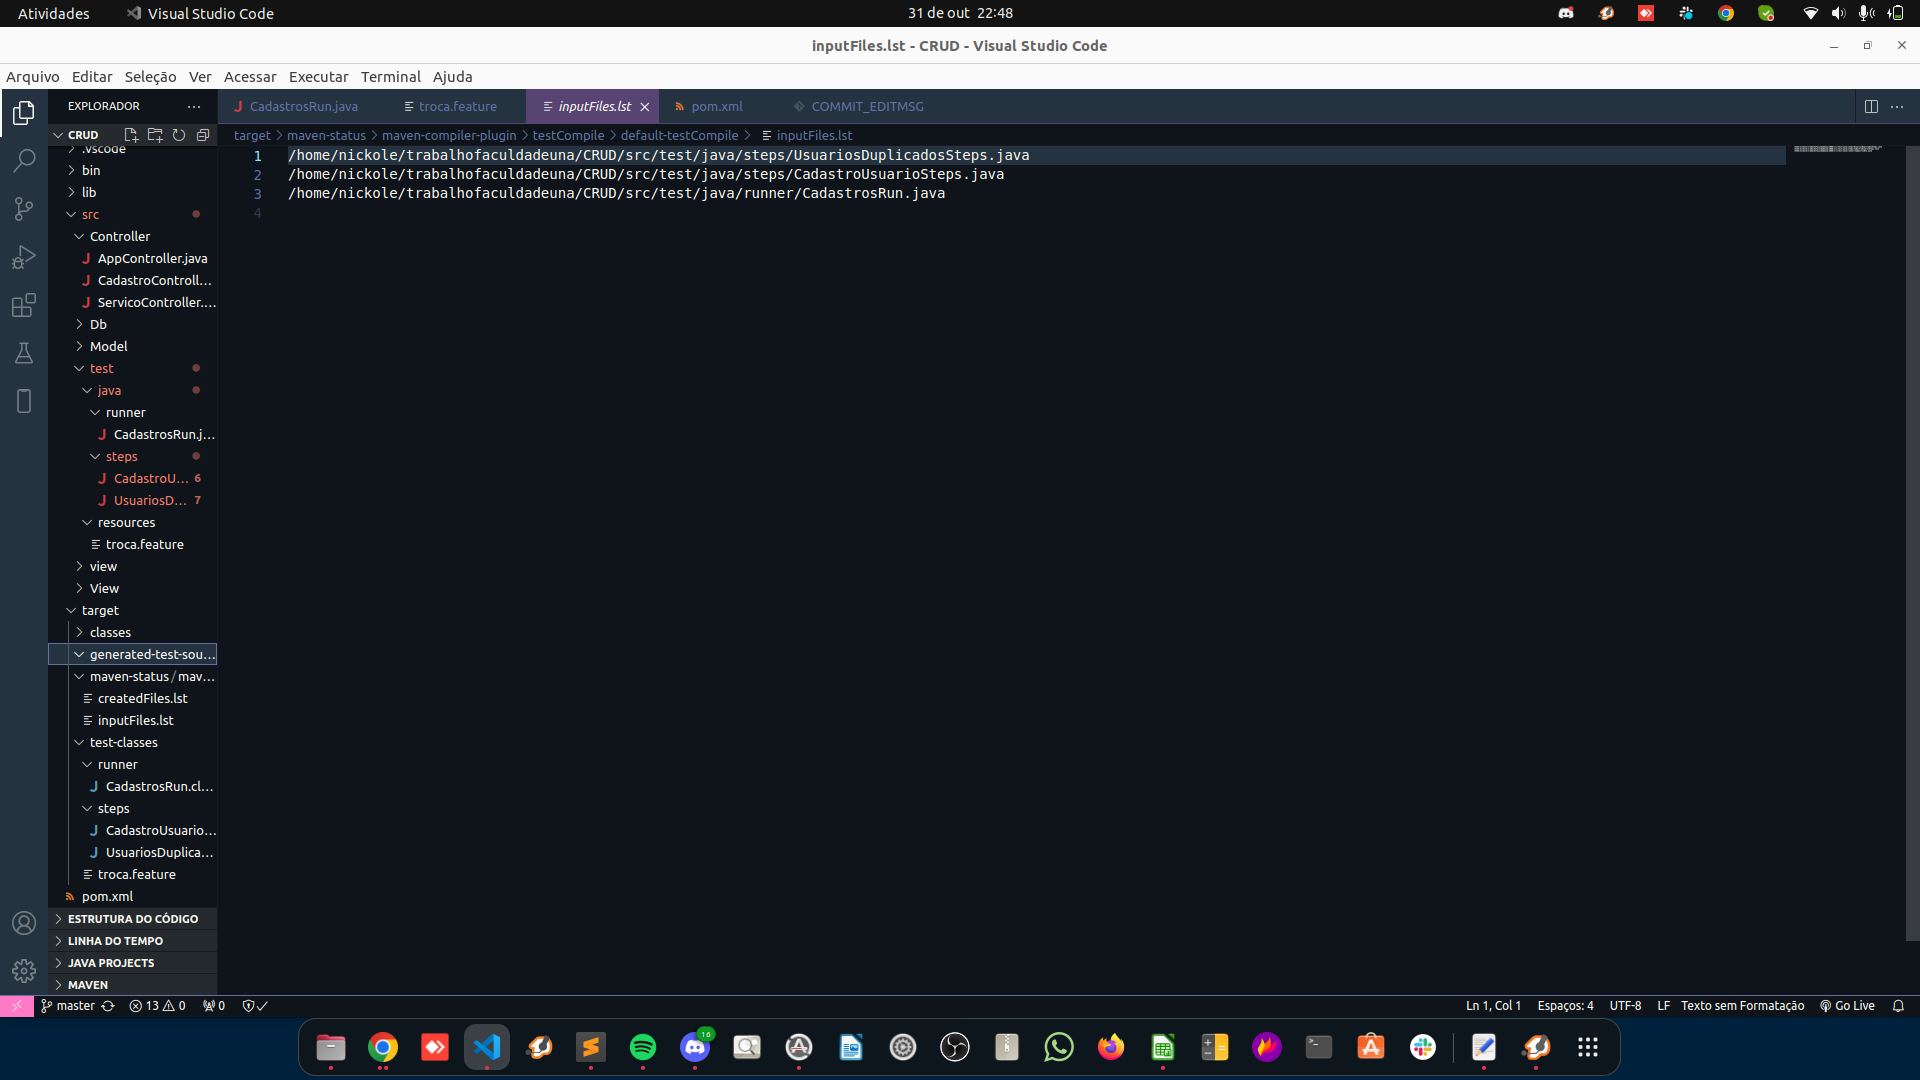 Atividades
Visual Studio Code
31 de out 22:48
inputFiles.lst - CRUD - Visual Studio Code
Arquivo Editar Seleção Ver Acessar Executar Terminal Ajuda
EXPLORADOR
CadastrosRun.java
troca.feature
inputFiles.lst
pom.xml
COMMIT_EDITMSG
target > maven-status > maven-compiler-plugin > testCompile > default-testCompile > inputFiles.lst
CRUD
.vscode
bin
lib
src
Controller
AppController.java
CadastroControll...
ServicoController....
Db
Model
test
java
runner
CadastrosRun.j...
steps
CadastroU... 6
UsuariosD... 7
resources
troca.feature
view
View
target
classes
generated-test-sou...
maven-status/mav...
createdFiles.lst
inputFiles.lst
test-classes
runner
CadastrosRun.cl...
steps
CadastroUsuario...
UsuariosDuplica...
troca.feature
pom.xml
ESTRUTURA DO CÓDIGO
LINHA DO TEMPO
JAVA PROJECTS
MAVEN
1 /home/nickole/trabalhofaculdadeuna/CRUD/src/test/java/steps/UsuariosDuplicadosSteps.java
2 /home/nickole/trabalhofaculdadeuna/CRUD/src/test/java/steps/CadastroUsuarioSteps.java
3 /home/nickole/trabalhofaculdadeuna/CRUD/src/test/java/runner/CadastrosRun.java
4
master 13 0 0
Ln 1, Col 1 Espaços: 4 UTF-8 LF Texto sem Formatação Go Live
16